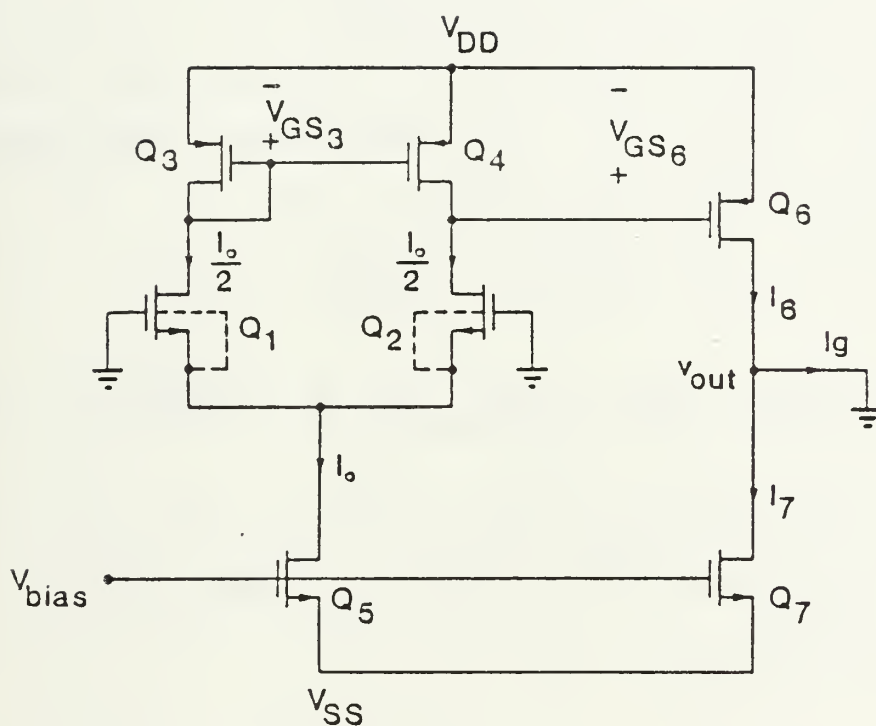 V_DD
− V_GS3 +
− V_GS6 +
Q_3
Q_4
Q_6
I_o/2
I_o/2
Q_1
Q_2
I_6
v_out
Ig
I_o
I_7
V_bias
Q_5
Q_7
V_SS